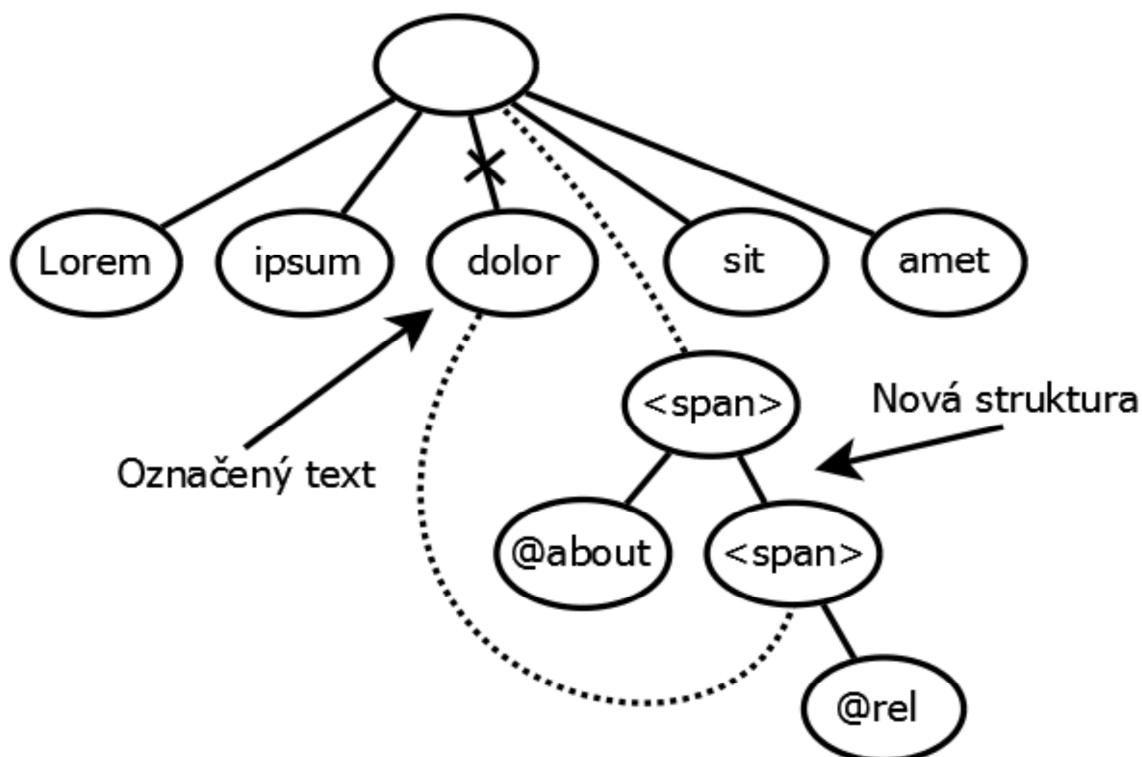 Lorem
ipsum
dolor
sit
amet
<span>
Nová struktura
Označený text
@about
<span>
@rel